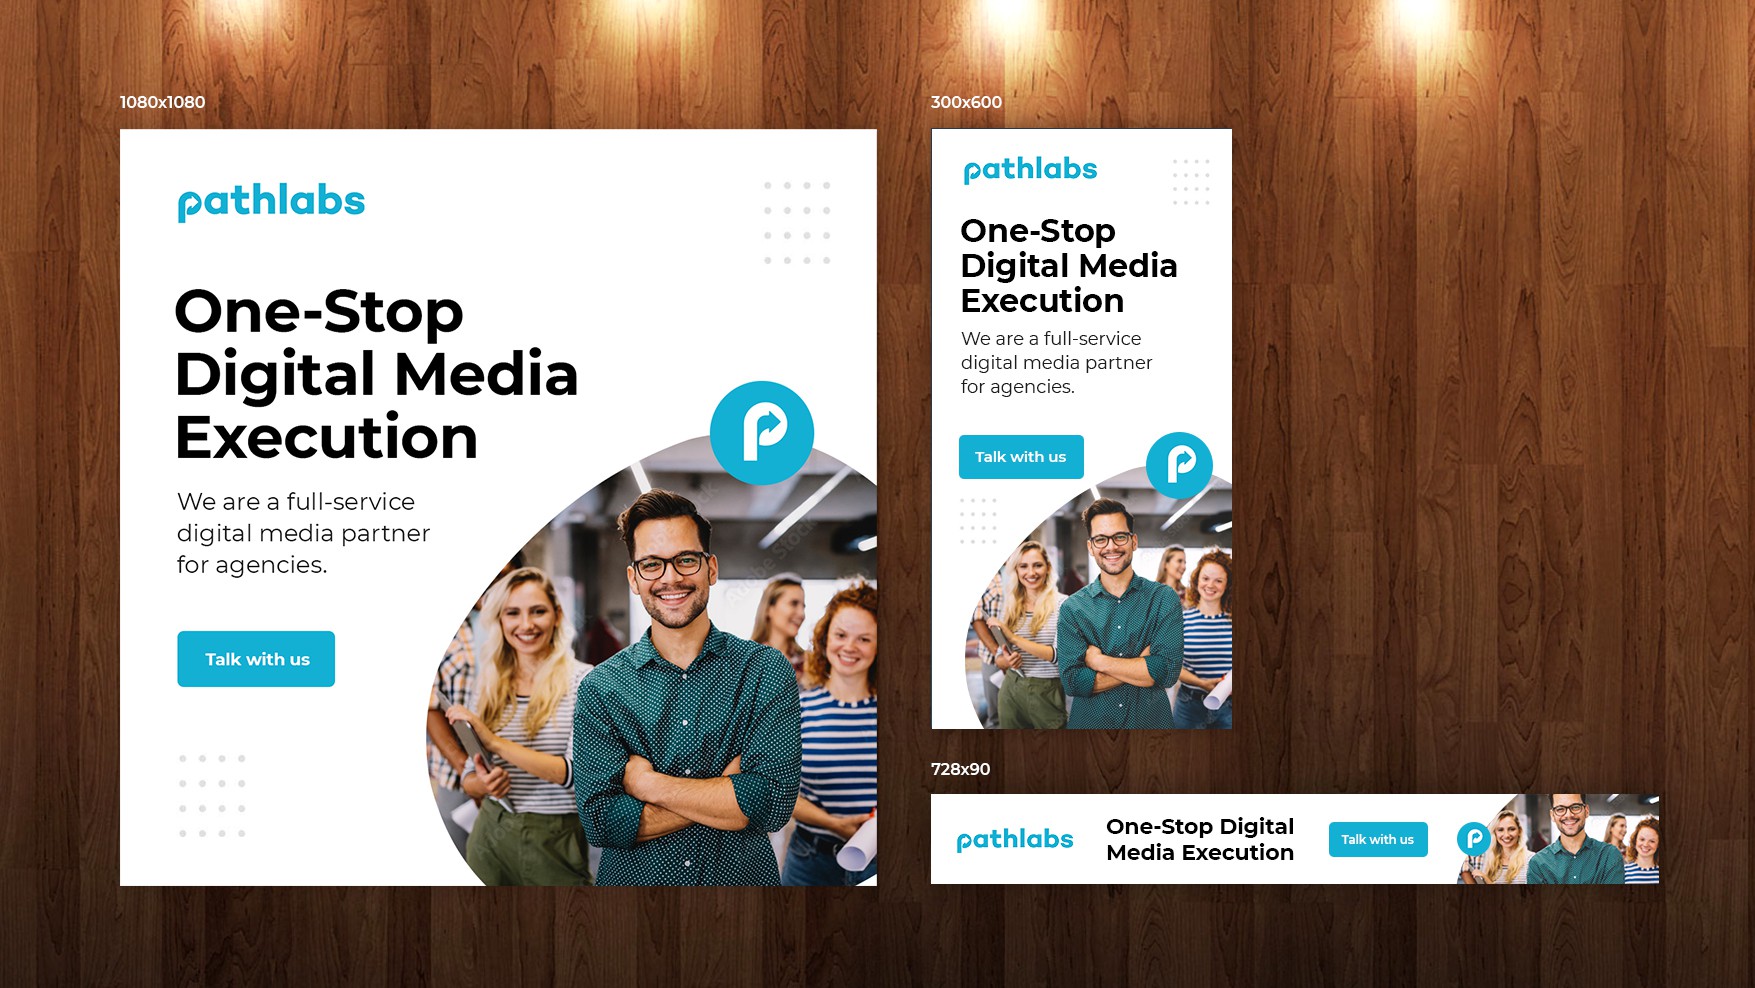 1080x1080
pathlabs
One-Stop
Digital Media
Execution
We are a full-service
digital media partner
for agencies.
Talk with us
Adobe Stock
300x600
pathlabs
One-Stop
Digital Media
Execution
We are a full-service
digital media partner
for agencies.
Talk with us
728x90
pathlabs
One-Stop Digital
Media Execution
Talk with us